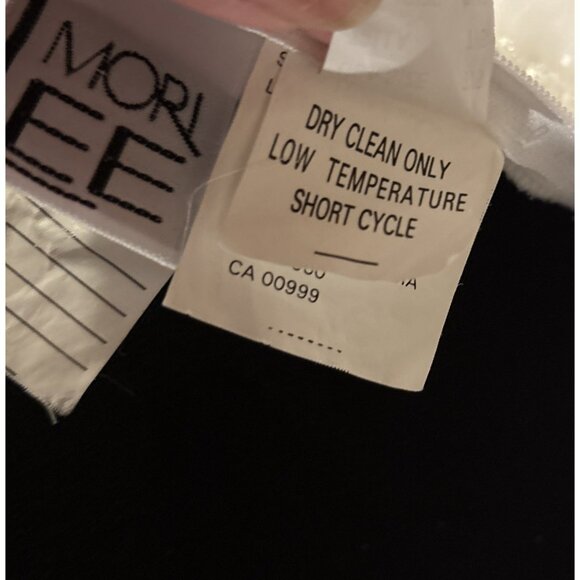 MORI
LEE
DRY CLEAN ONLY
LOW TEMPERATURE
SHORT CYCLE
CA 00999